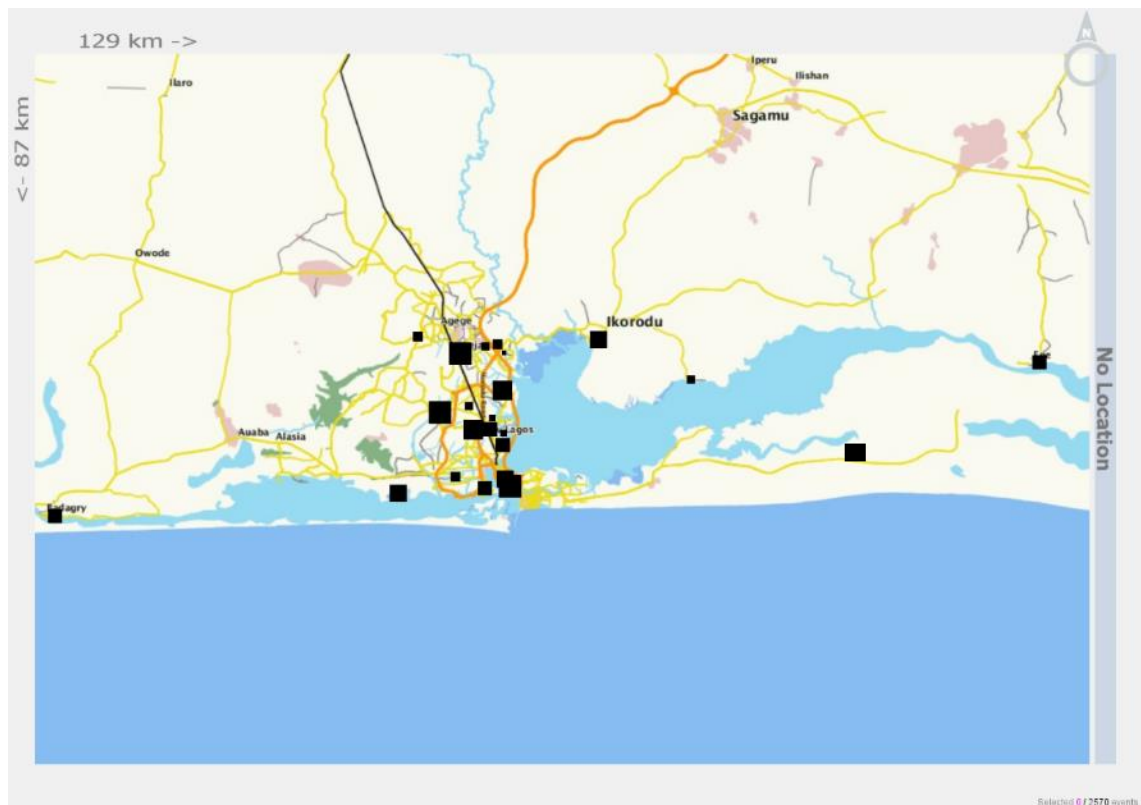 129 km ->
N
Iperu
Ilaro
Ilishan
<- 87 km
Sagamu
Owode
Agege
Ikorodu
No Location
Lagos
Auaba
Alasia
Badagry
Selected 0 / 2570 events